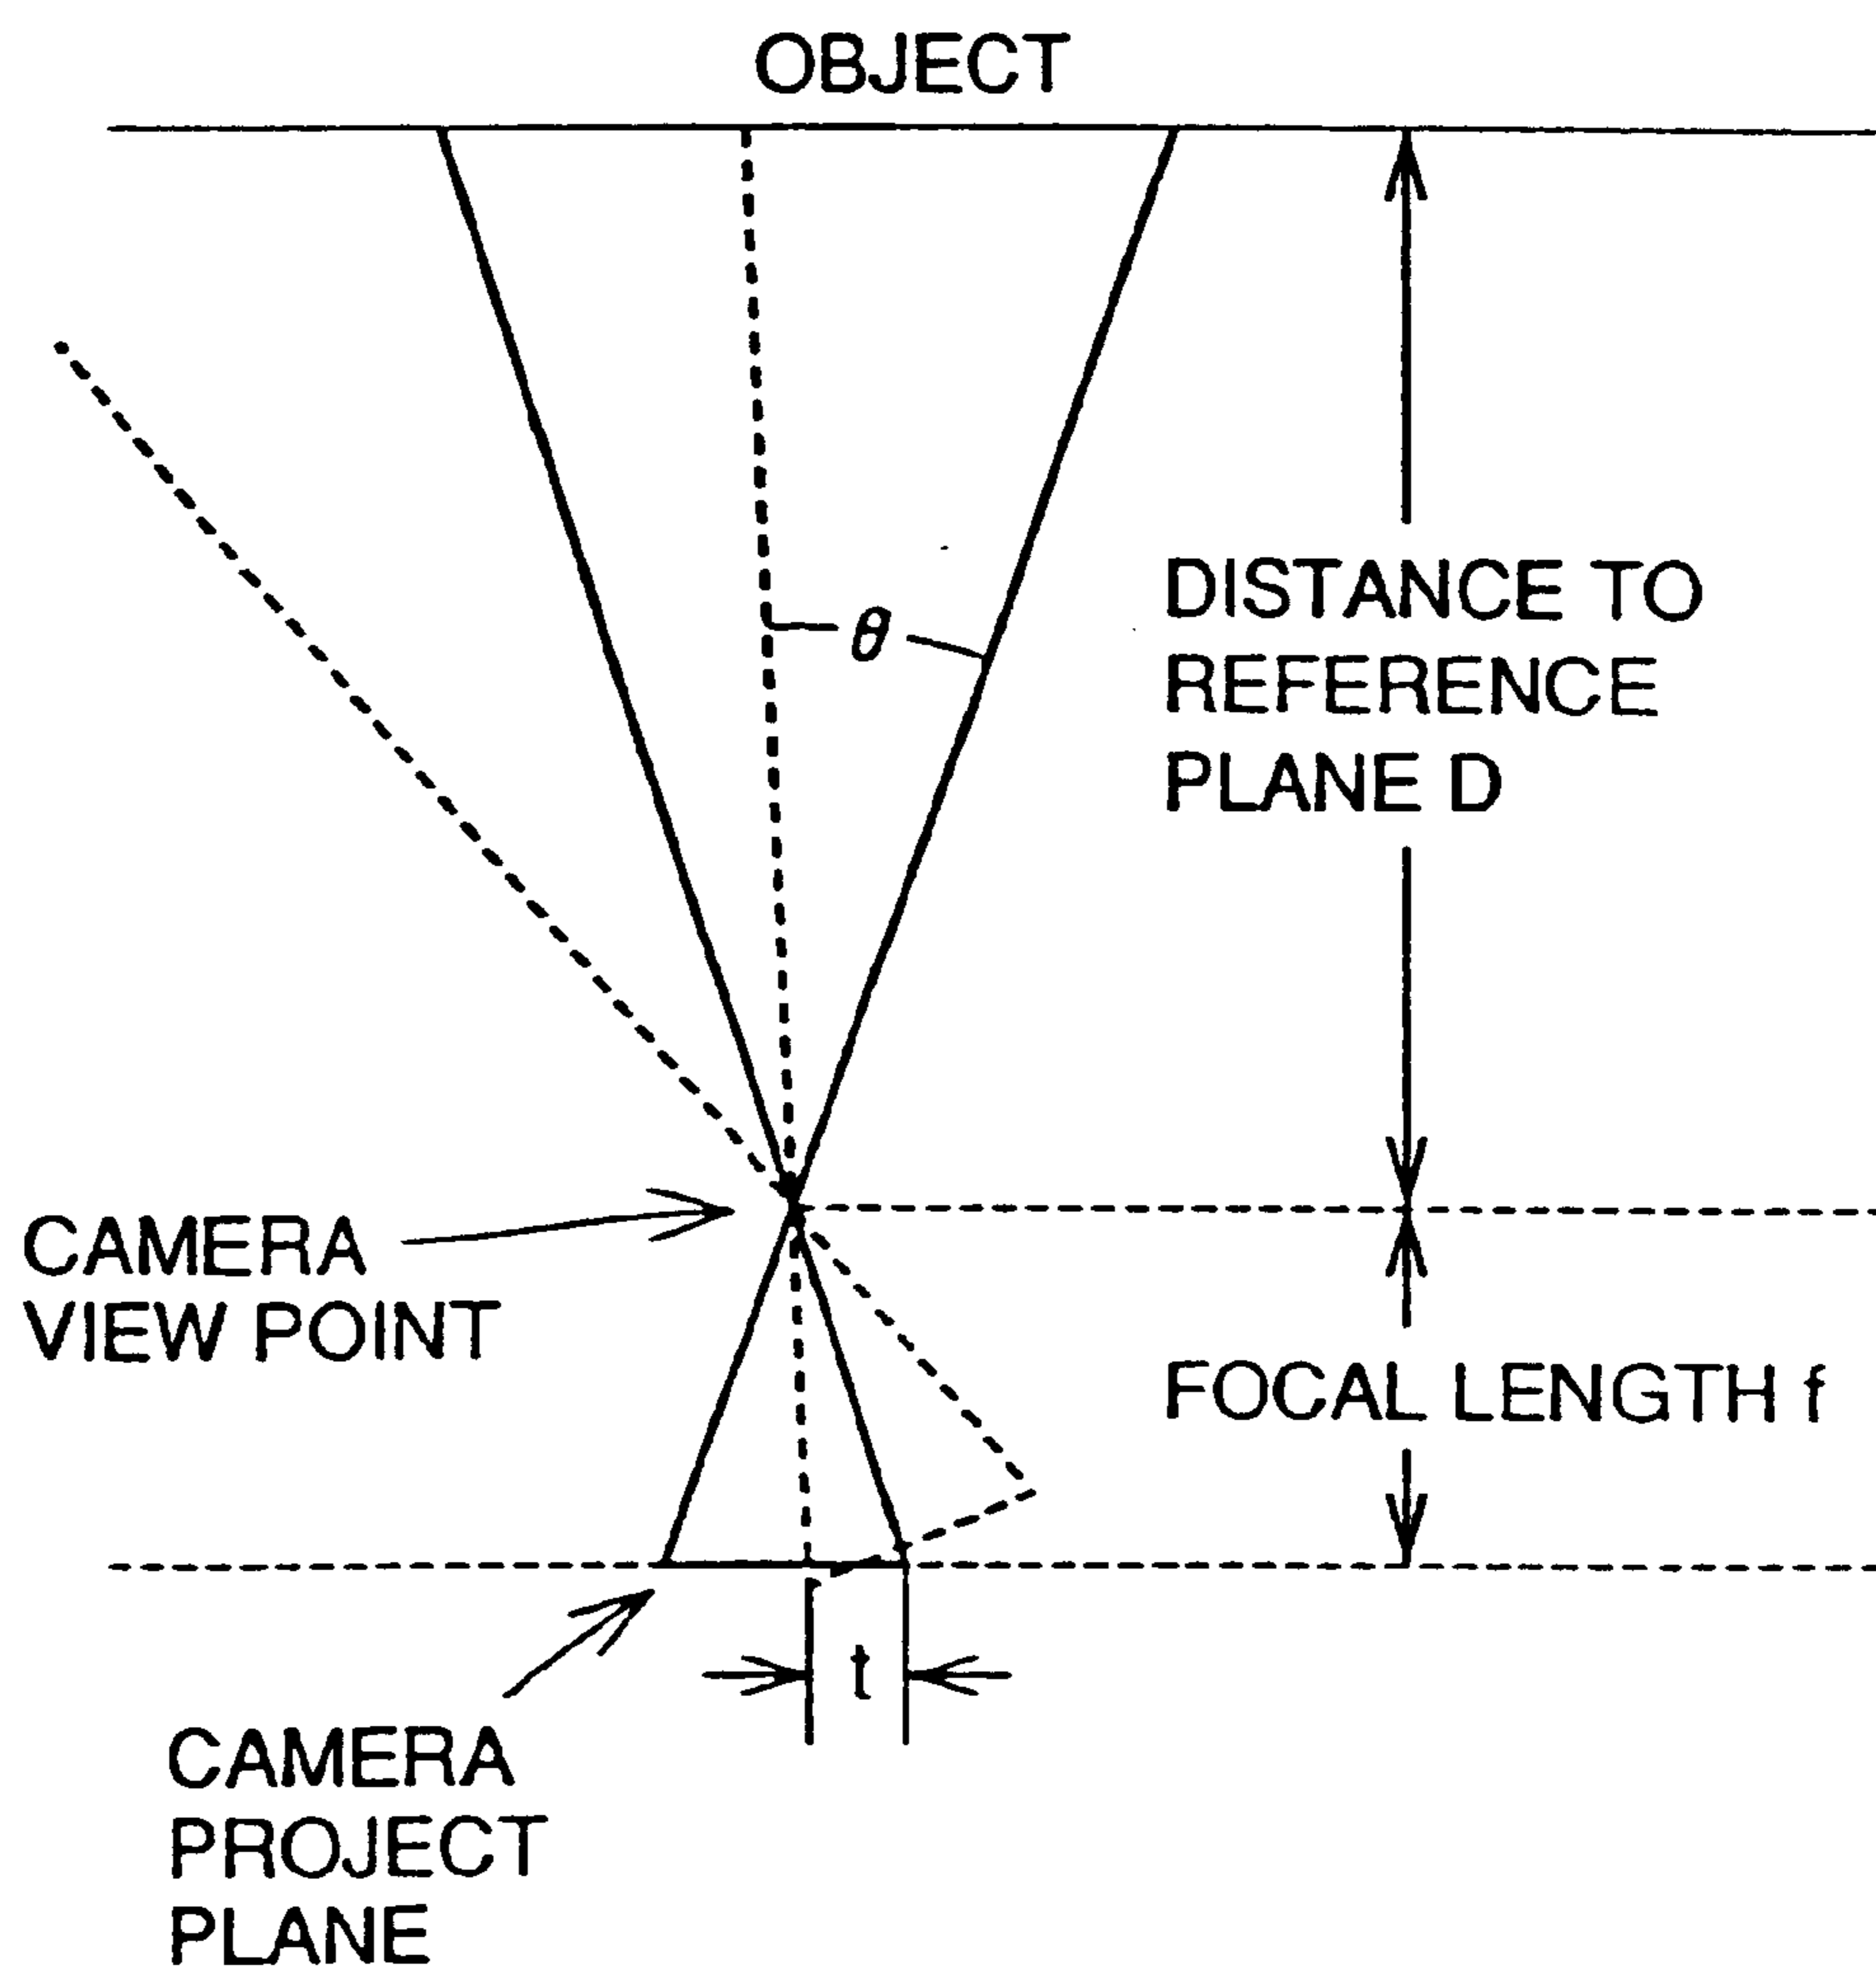 OBJECT
θ
DISTANCE TO
REFERENCE
PLANE D
CAMERA
VIEW POINT
FOCAL LENGTH f
t
CAMERA
PROJECT
PLANE